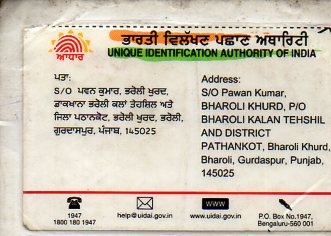 ਭਾਰਤੀ ਵਿਲੱਖਣ ਪਛਾਣ ਅਥਾਰਿਟੀ
UNIQUE IDENTIFICATION AUTHORITY OF INDIA
ਆਧਾਰ
ਪਤਾ:
S/O ਪਵਨ ਕੁਮਾਰ, ਭਰੋਲੀ ਖੁਰਦ,
ਡਾਕਖਾਨਾ ਭਰੋਲੀ ਕਲਾਂ ਤੇਹਸਿਲ ਅਤੇ
ਜਿਲਾ ਪਠਾਨਕੋਟ, ਭਰੋਲੀ ਖੁਰਦ, ਭਰੋਲੀ,
ਗੁਰਦਾਸਪੁਰ, ਪੰਜਾਬ, 145025
Address:
S/O Pawan Kumar,
BHAROLI KHURD, P/O
BHAROLI KALAN TEHSHIL
AND DISTRICT
PATHANKOT, Bharoli Khurd,
Bharoli, Gurdaspur, Punjab,
145025
1947
1800 180 1947
help@uidai.gov.in
WWW
www.uidai.gov.in
P.O. Box No.1947,
Bengaluru-560 001